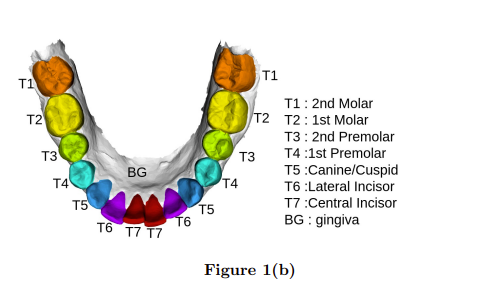 T1
T1
T2
T2
T3
T3
BG
T4
T4
T5
T5
T6
T7
T7
T6
T1 : 2nd Molar
T2 : 1st Molar
T3 : 2nd Premolar
T4 :1st Premolar
T5 :Canine/Cuspid
T6 :Lateral Incisor
T7 :Central Incisor
BG : gingiva
Figure 1(b)